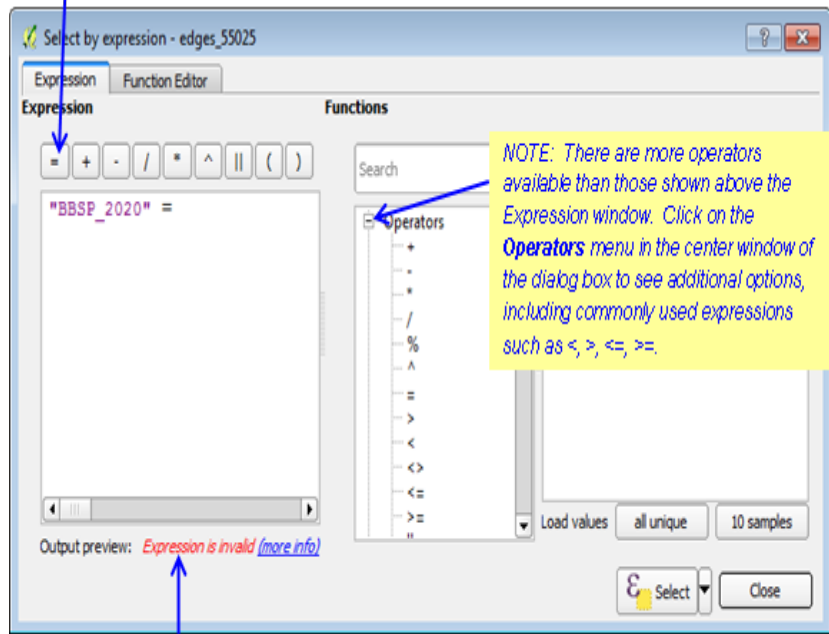 Select by expression - edges_55025
Expression Function Editor
Expression Functions
= + - / * ^ || ( )
Search
"BBSP_2020" =
Operators
+
-
*
/
%
^
=
>
<
<>
<=
>=
||
NOTE: There are more operators
available than those shown above the
Expression window. Click on the
Operators menu in the center window of
the dialog box to see additional options,
including commonly used expressions
such as <, >, <=, >=.
Load values all unique 10 samples
Output preview: Expression is invalid (more info)
Select Close